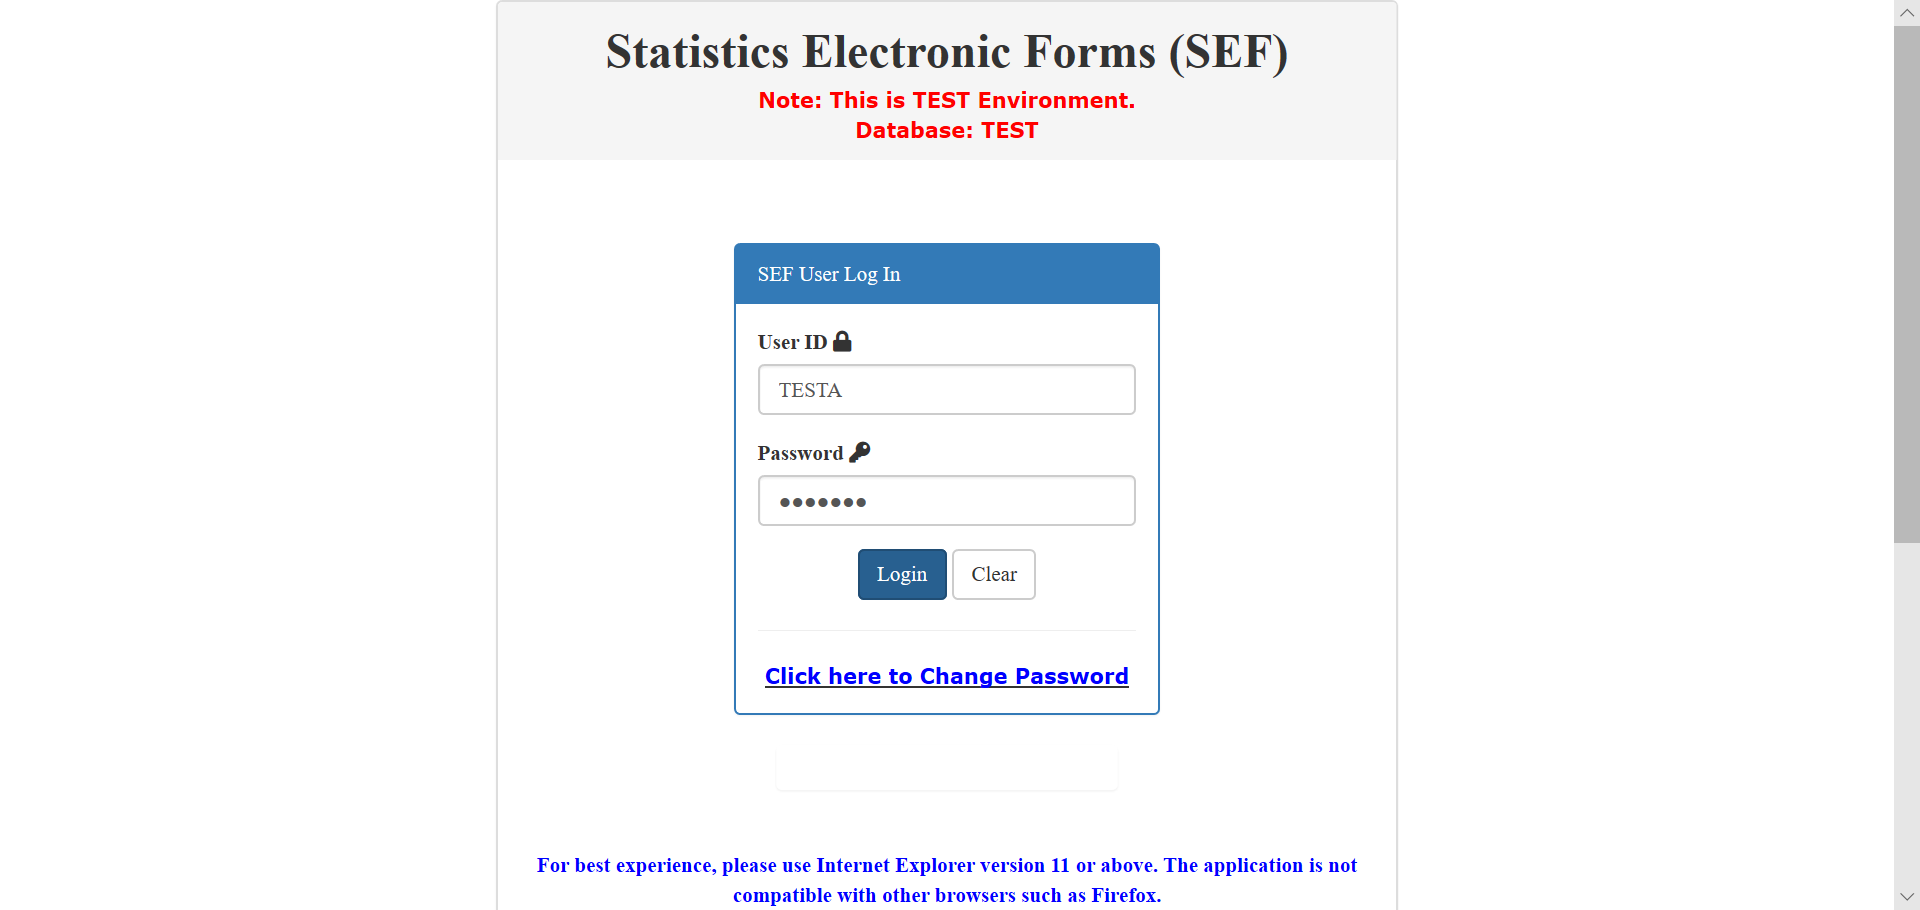 Statistics Electronic Forms (SEF)
Note: This is TEST Environment.
Database: TEST
SEF User Log In
User ID
TESTA
Password
●●●●●●●
Login Clear
Click here to Change Password
For best experience, please use Internet Explorer version 11 or above. The application is not
compatible with other browsers such as Firefox.